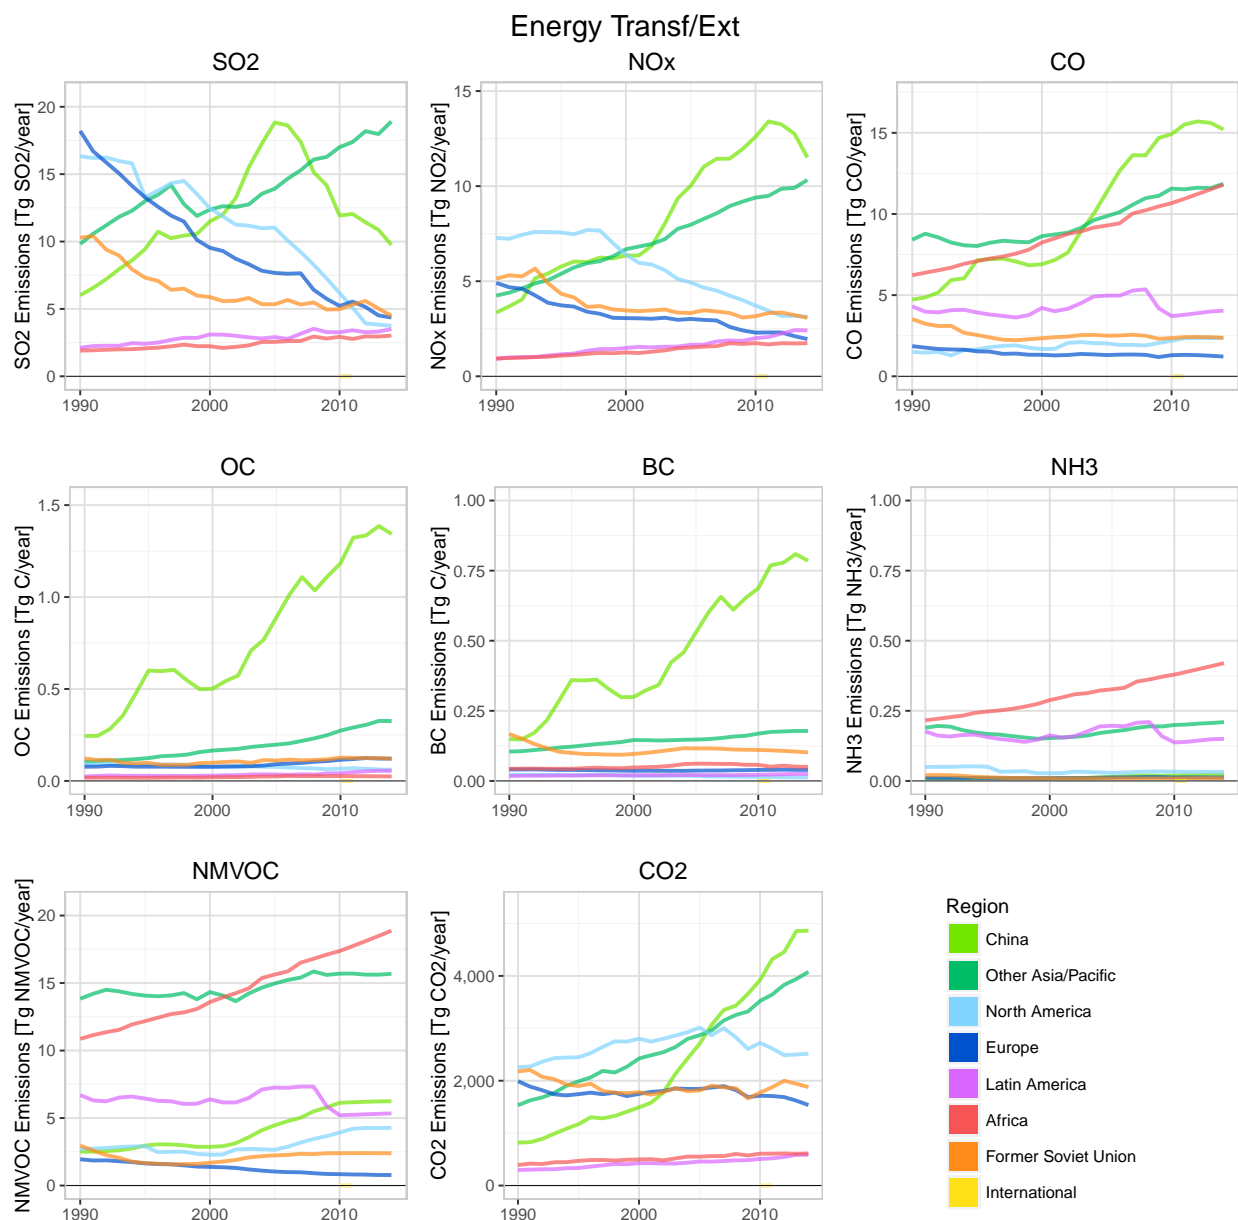 Energy Transf/Ext
SO2
NOx
CO
SO2 Emissions [Tg SO2/year]
20
15
10
5
0
1990
2000
2010
NOx Emissions [Tg NO2/year]
15
10
5
0
1990
2000
2010
CO Emissions [Tg CO/year]
15
10
5
0
1990
2000
2010
OC
BC
NH3
OC Emissions [Tg C/year]
1.5
1.0
0.5
0.0
1990
2000
2010
BC Emissions [Tg C/year]
1.00
0.75
0.50
0.25
0.00
1990
2000
2010
NH3 Emissions [Tg NH3/year]
1.00
0.75
0.50
0.25
0.00
1990
2000
2010
NMVOC
CO2
NMVOC Emissions [Tg NMVOC/year]
20
15
10
5
0
1990
2000
2010
CO2 Emissions [Tg CO2/year]
4,000
2,000
0
1990
2000
2010
Region
China
Other Asia/Pacific
North America
Europe
Latin America
Africa
Former Soviet Union
International